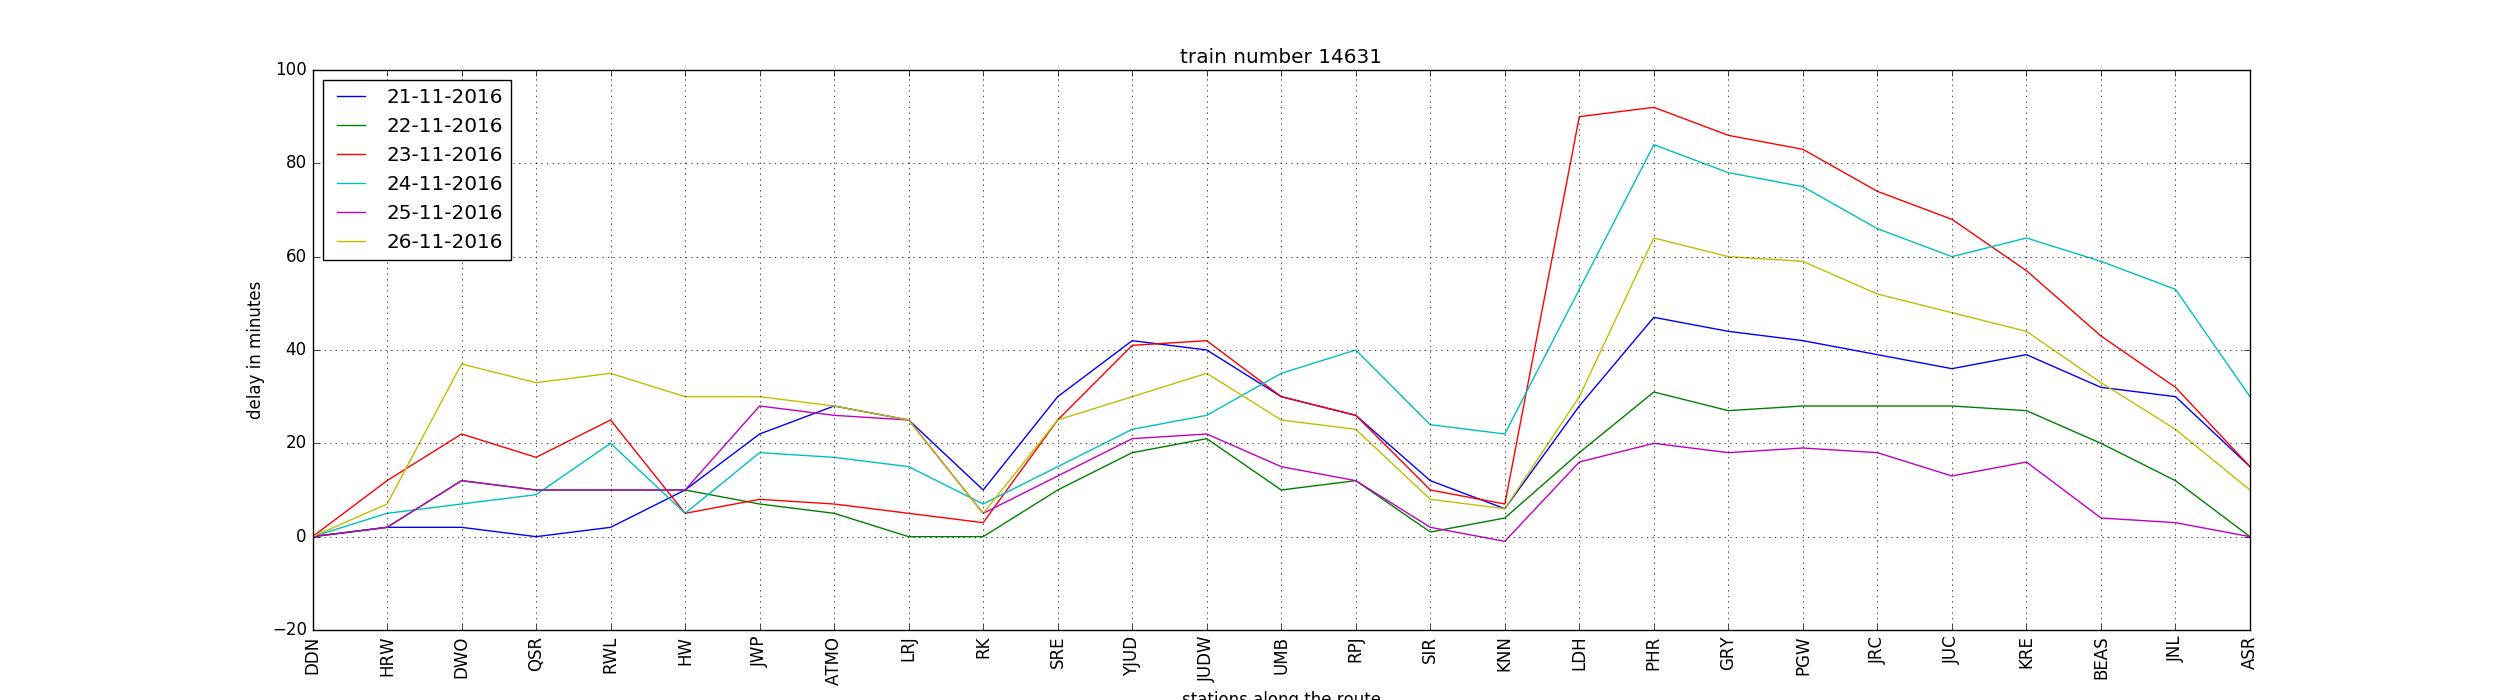 train number 14631
100
80
60
40
20
0
−20
delay in minutes
21-11-2016
22-11-2016
23-11-2016
24-11-2016
25-11-2016
26-11-2016
DDN
HRW
DWO
QSR
RWL
HW
JWP
ATMO
LRJ
RK
SRE
YJUD
JUDW
UMB
RPJ
SIR
KNN
LDH
PHR
GRY
PGW
JRC
JUC
KRE
BEAS
JNL
ASR
stations along the route